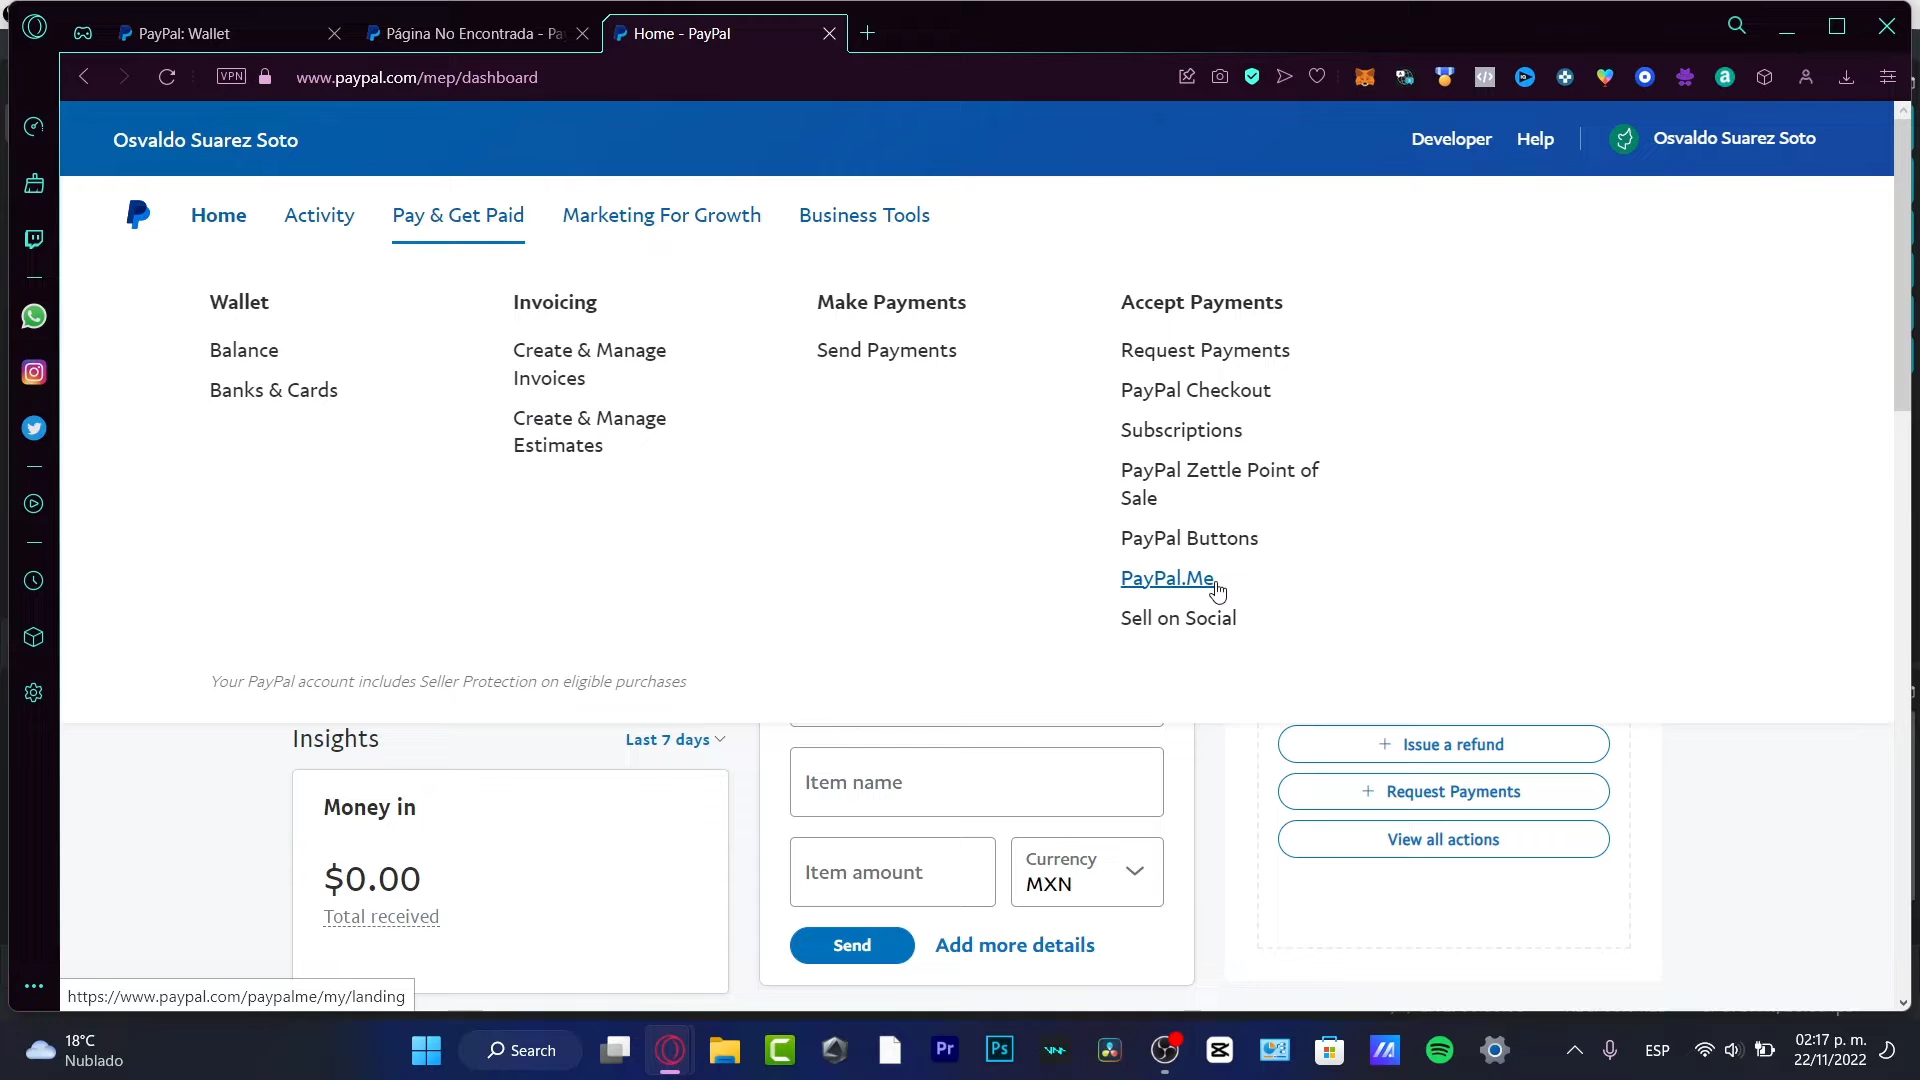 PayPal: Wallet
Página No Encontrada - Pa
Home - PayPal
VPN
www.paypal.com/mep/dashboard
Osvaldo Suarez Soto
Developer
Help
Osvaldo Suarez Soto
Home
Activity
Pay & Get Paid
Marketing For Growth
Business Tools
Wallet
Balance
Banks & Cards
Invoicing
Create & Manage
Invoices
Create & Manage
Estimates
Make Payments
Send Payments
Accept Payments
Request Payments
PayPal Checkout
Subscriptions
PayPal Zettle Point of
Sale
PayPal Buttons
PayPal.Me
Sell on Social
Your PayPal account includes Seller Protection on eligible purchases
Insights
Last 7 days
Money in
$0.00
Total received
Item name
Item amount
Currency
MXN
Send
Add more details
+ Issue a refund
+ Request Payments
View all actions
https://www.paypal.com/paypalme/my/landing
18°C
Nublado
Search
Pr
Ps
ESP
02:17 p. m.
22/11/2022